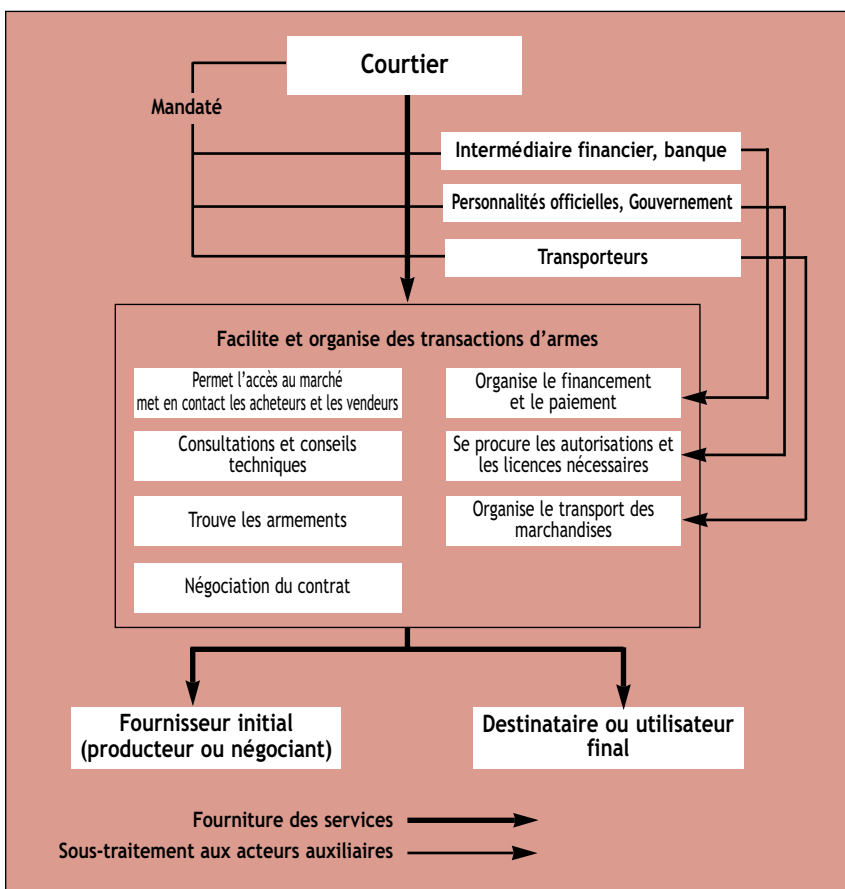 Courtier
Mandaté
Intermédiaire financier, banque
Personnalités officielles, Gouvernement
Transporteurs
Facilite et organise des transactions d’armes
Permet l’accès au marché
met en contact les acheteurs et les vendeurs
Consultations et conseils
techniques
Trouve les armements
Négociation du contrat
Organise le financement
et le paiement
Se procure les autorisations et
les licences nécessaires
Organise le transport des
marchandises
Fournisseur initial
(producteur ou négociant)
Destinataire ou utilisateur
final
Fourniture des services
Sous-traitement aux acteurs auxiliaires